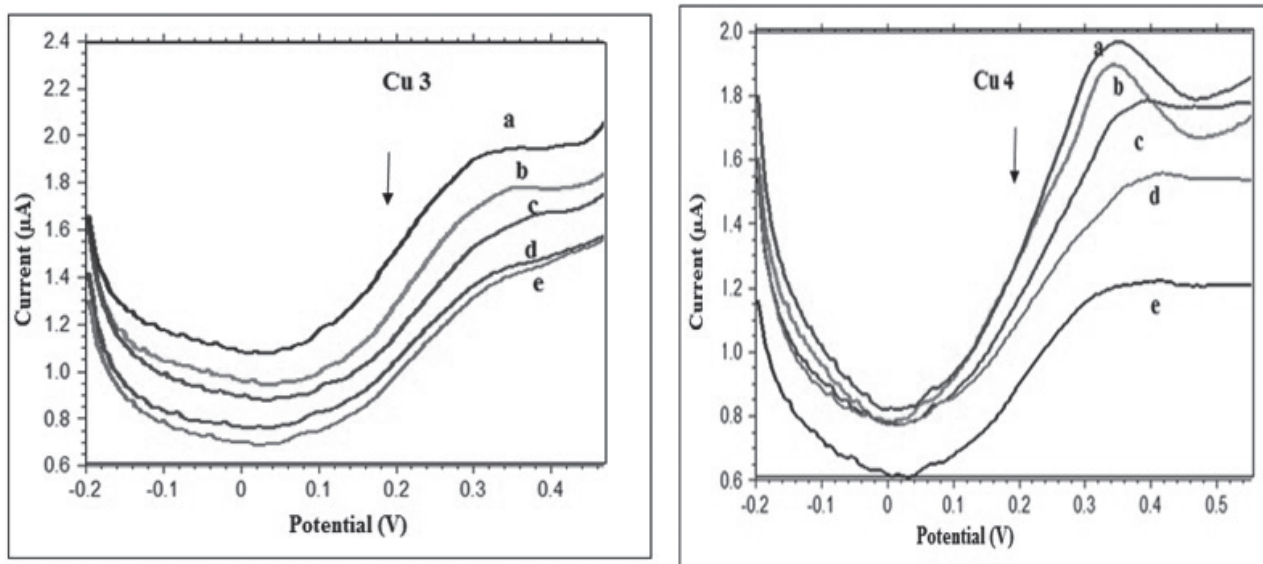 Cu 3
a
b
c
d
e
Current (µA)
2.4
2.2
2.0
1.8
1.6
1.4
1.2
1.0
0.8
0.6
-0.2 -0.1 0 0.1 0.2 0.3 0.4
Potential (V)
Cu 4
a
b
c
d
e
Current (µA)
2.0
1.8
1.6
1.4
1.2
1.0
0.8
0.6
-0.2 0.1 0 0.1 0.2 0.3 0.4 0.5
Potential (V)